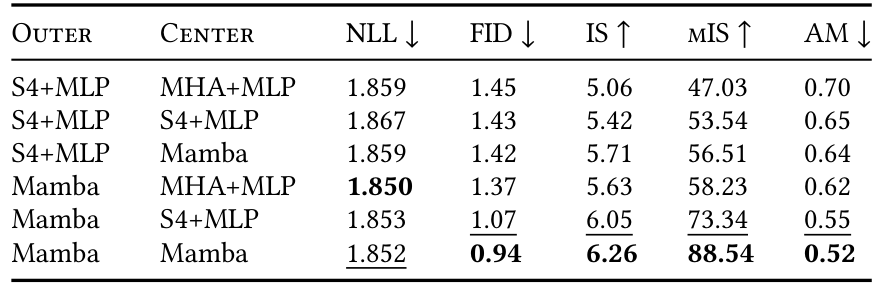 OUTER CENTER NLL ↓ FID ↓ IS ↑ MIS ↑ AM ↓
S4+MLP MHA+MLP 1.859 1.45 5.06 47.03 0.70
S4+MLP S4+MLP 1.867 1.43 5.42 53.54 0.65
S4+MLP Mamba 1.859 1.42 5.71 56.51 0.64
Mamba MHA+MLP 1.850 1.37 5.63 58.23 0.62
Mamba S4+MLP 1.853 1.07 6.05 73.34 0.55
Mamba Mamba 1.852 0.94 6.26 88.54 0.52